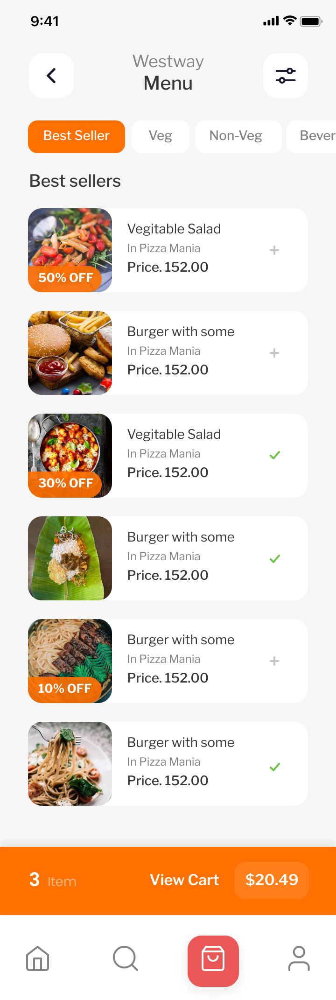 9:41
Westway
Menu
Best Seller
Veg
Non-Veg
Bever
Best sellers
Vegitable Salad
In Pizza Mania
Price. 152.00
50% OFF
Burger with some
In Pizza Mania
Price. 152.00
Vegitable Salad
In Pizza Mania
Price. 152.00
30% OFF
Burger with some
In Pizza Mania
Price. 152.00
Burger with some
In Pizza Mania
Price. 152.00
10% OFF
Burger with some
In Pizza Mania
Price. 152.00
3 Item
View Cart
$20.49